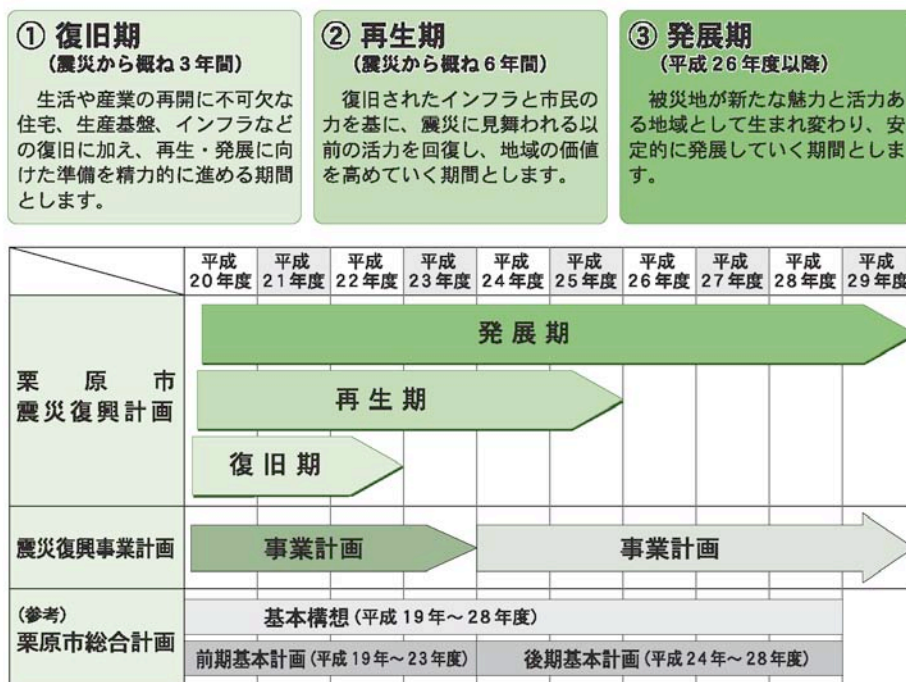 ① 復旧期
(震災から概ね3年間)
生活や産業の再開に不可欠な
住宅、生産基盤、インフラなど
の復旧に加え、再生・発展に向
けた準備を精力的に進める期間
とします。
② 再生期
(震災から概ね6年間)
復旧されたインフラと市民の
力を基に、震災に見舞われる以
前の活力を回復し、地域の価値
を高めていく期間とします。
③ 発展期
(平成26年度以降)
被災地が新たな魅力と活力あ
る地域として生まれ変わり、安
定的に発展していく期間としま
す。
平成20年度 平成21年度 平成22年度 平成23年度 平成24年度 平成25年度 平成26年度 平成27年度 平成28年度 平成29年度
栗原市
震災復興計画
発展期
再生期
復旧期
震災復興事業計画
事業計画 事業計画
(参考)
栗原市総合計画
基本構想(平成19年～28年度)
前期基本計画(平成19年～23年度) 後期基本計画(平成24年～28年度)